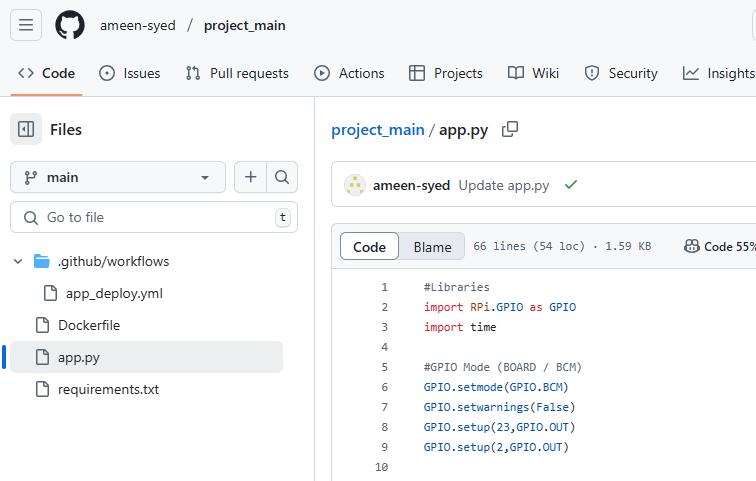 ameen-syed / project_main
Code Issues Pull requests Actions Projects Wiki Security Insights
Files
main
Go to file t
.github/workflows
app_deploy.yml
Dockerfile
app.py
requirements.txt
project_main / app.py
ameen-syed Update app.py
Code Blame 66 lines (54 loc) · 1.59 KB Code 55%
1 #Libraries
2 import RPi.GPIO as GPIO
3 import time
4
5 #GPIO Mode (BOARD / BCM)
6 GPIO.setmode(GPIO.BCM)
7 GPIO.setwarnings(False)
8 GPIO.setup(23,GPIO.OUT)
9 GPIO.setup(2,GPIO.OUT)
10